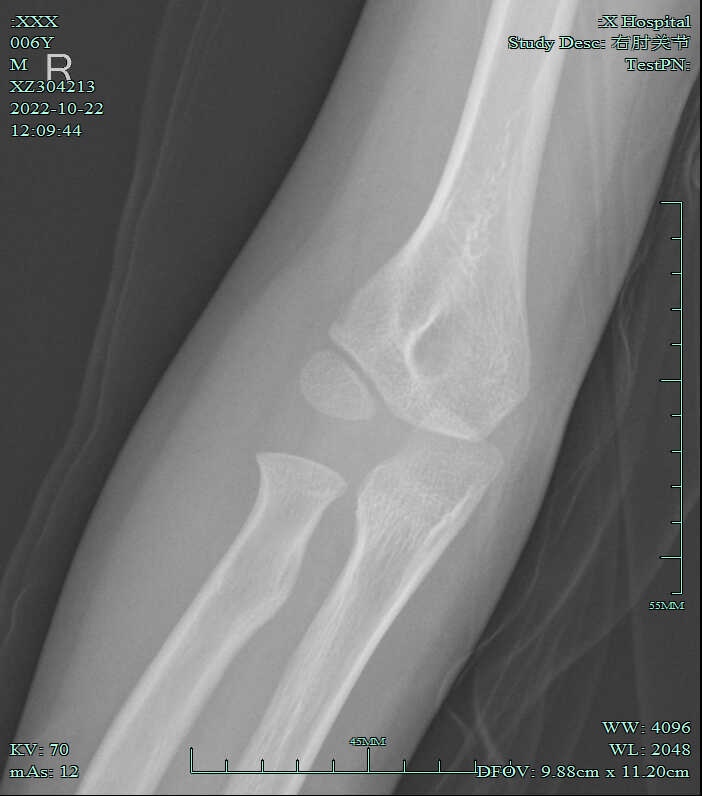 :XXX
006Y
M
R
XZ304213
2022-10-22
12:09:44
:X Hospital
Study Desc: 右肘关节
TestPN:
55MM
45MM
KV: 70
mAs: 12
WW: 4096
WL: 2048
DFOV: 9.88cm x 11.20cm